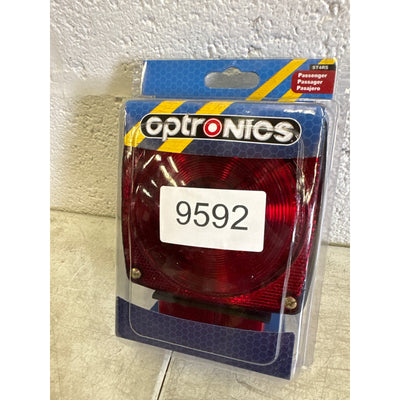 ST4RS
Passenger
Passager
Pasajero
optronics
9592